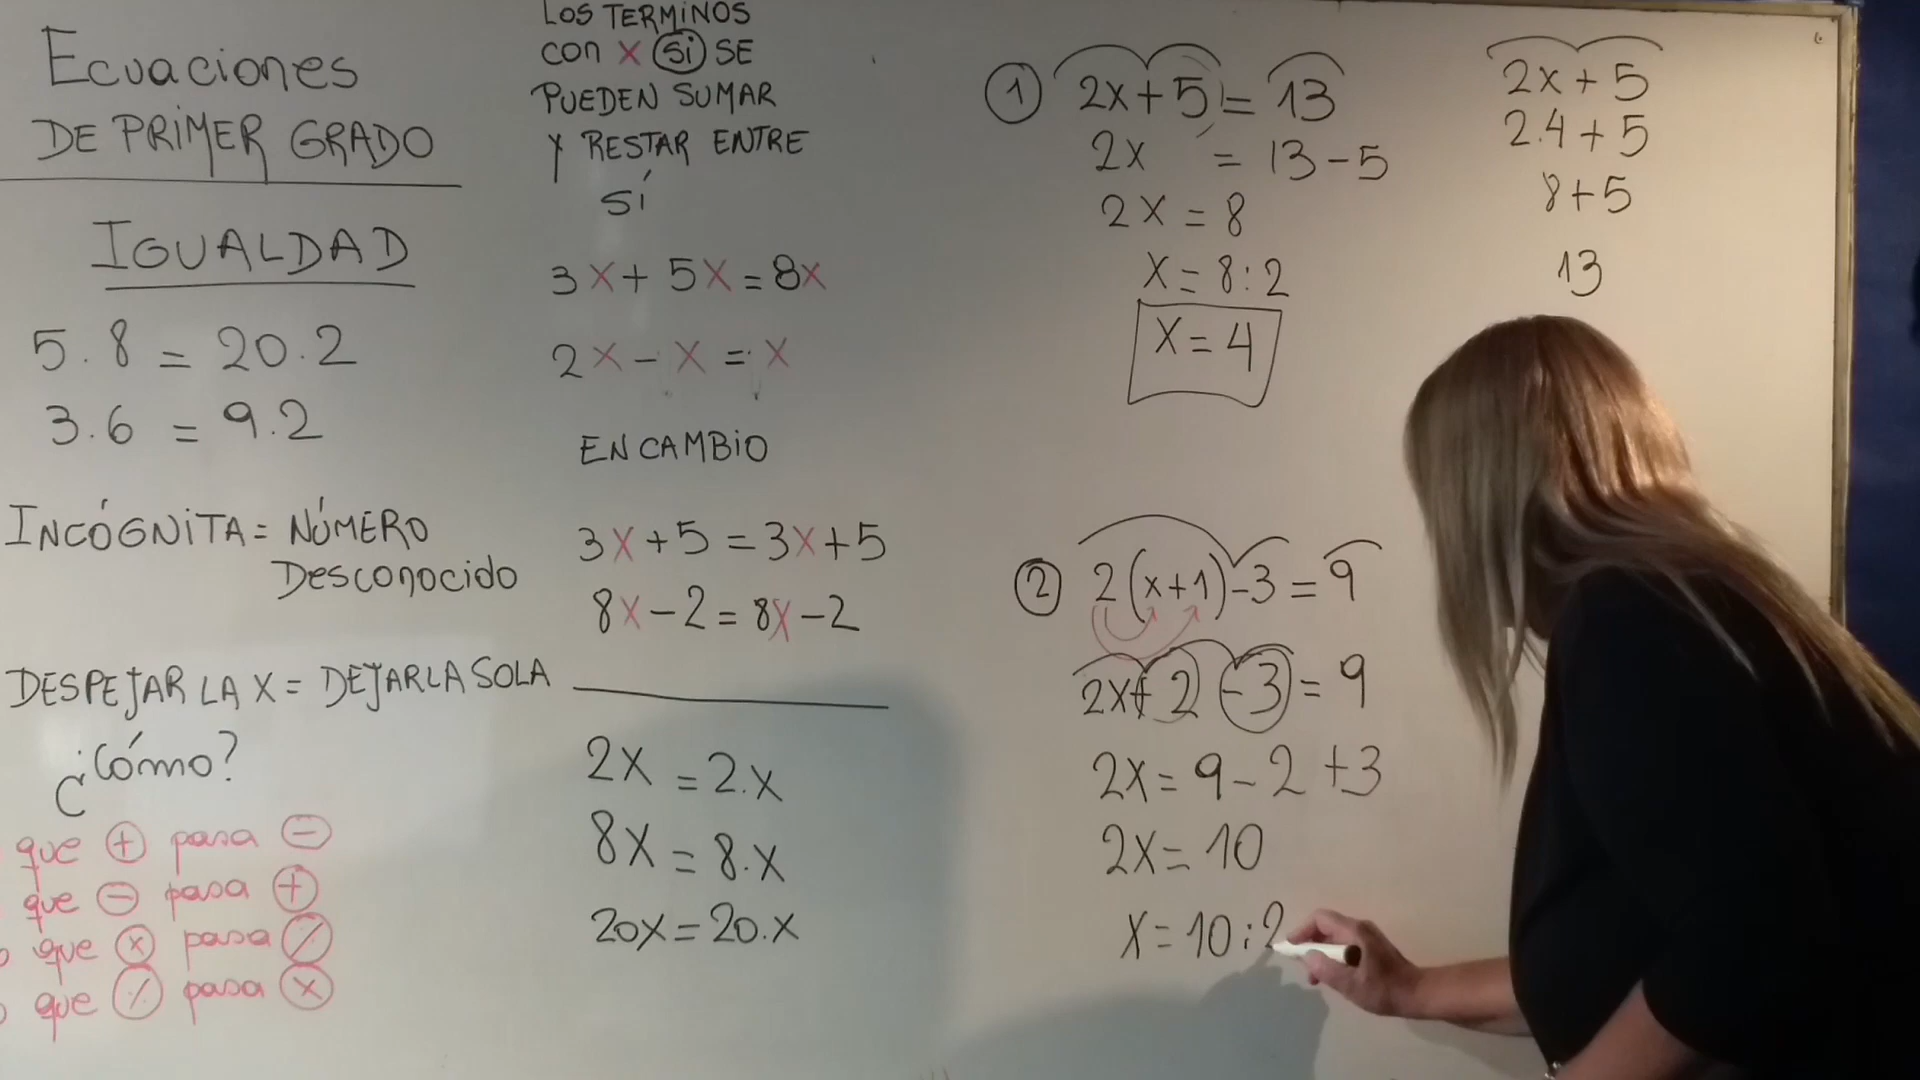 Ecuaciones
DE PRIMER GRADO
IGUALDAD
5.8 = 20.2
3.6 = 9.2
INCÓGNITA = NÚMERO
Desconocido
DESPEJAR LA X = DEJARLA SOLA
¿Cómo?
que + pasa -
que - pasa +
que × pasa ⁒
que ⁒ pasa ×
LOS TERMINOS
con x si SE
PUEDEN SUMAR
Y RESTAR ENTRE
SÍ
3x + 5x = 8x
2x - x = x
EN CAMBIO
3x + 5 = 3x + 5
8x - 2 = 8x - 2
2x = 2.x
8x = 8.x
20x = 20.x
1 2x + 5 = 13
2x = 13 - 5
2x = 8
x = 8 : 2
x = 4
2x + 5
2.4 + 5
8 + 5
13
2 2(x+1) - 3 = 9
2x + 2 - 3 = 9
2x = 9 - 2 + 3
2x = 10
x = 10 : 2